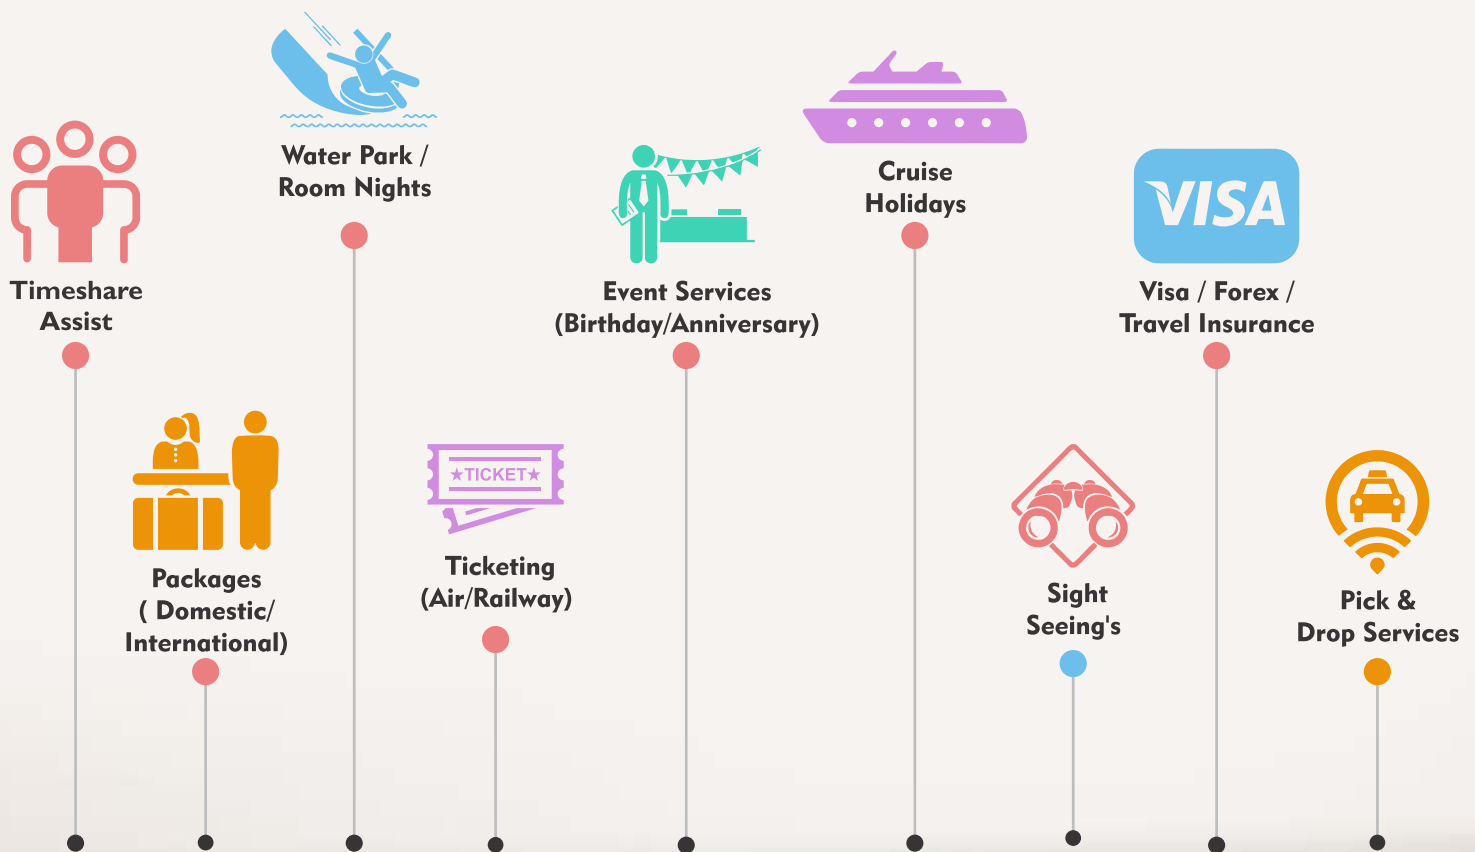 Timeshare
Assist
Packages
( Domestic/
International)
Water Park /
Room Nights
★TICKET★
Ticketing
(Air/Railway)
Event Services
(Birthday/Anniversary)
Cruise
Holidays
Sight
Seeing's
VISA
Visa / Forex /
Travel Insurance
Pick &
Drop Services